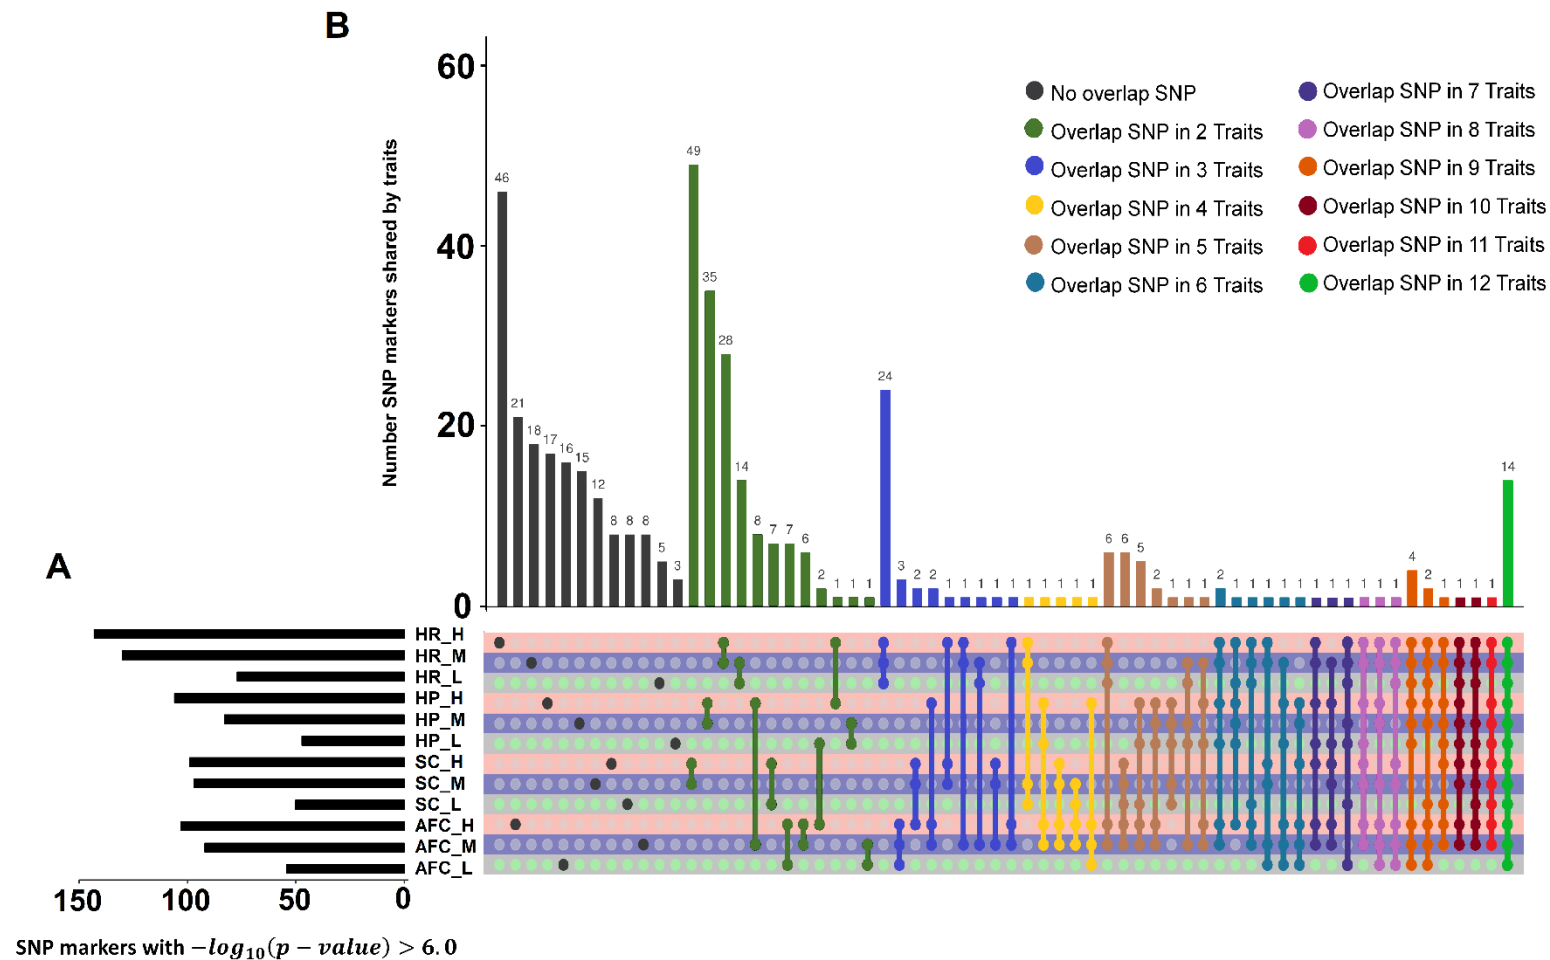 B
60
40
20
0
Number SNP markers shared by traits
No overlap SNP
Overlap SNP in 2 Traits
Overlap SNP in 3 Traits
Overlap SNP in 4 Traits
Overlap SNP in 5 Traits
Overlap SNP in 6 Traits
Overlap SNP in 7 Traits
Overlap SNP in 8 Traits
Overlap SNP in 9 Traits
Overlap SNP in 10 Traits
Overlap SNP in 11 Traits
Overlap SNP in 12 Traits
46 21 18 17 16 15 12 8 8 8 5 3 49 35 28 14 8 7 7 6 2 1 1 1 24 3 2 2 1 1 1 1 1 1 1 1 1 1 6 6 5 2 1 1 1 2 1 1 1 1 1 1 1 1 1 1 1 4 2 1 1 1 1 14
A
HR_H
HR_M
HR_L
HP_H
HP_M
HP_L
SC_H
SC_M
SC_L
AFC_H
AFC_M
AFC_L
150 100 50 0
SNP markers with −log₁₀(p − value) > 6.0